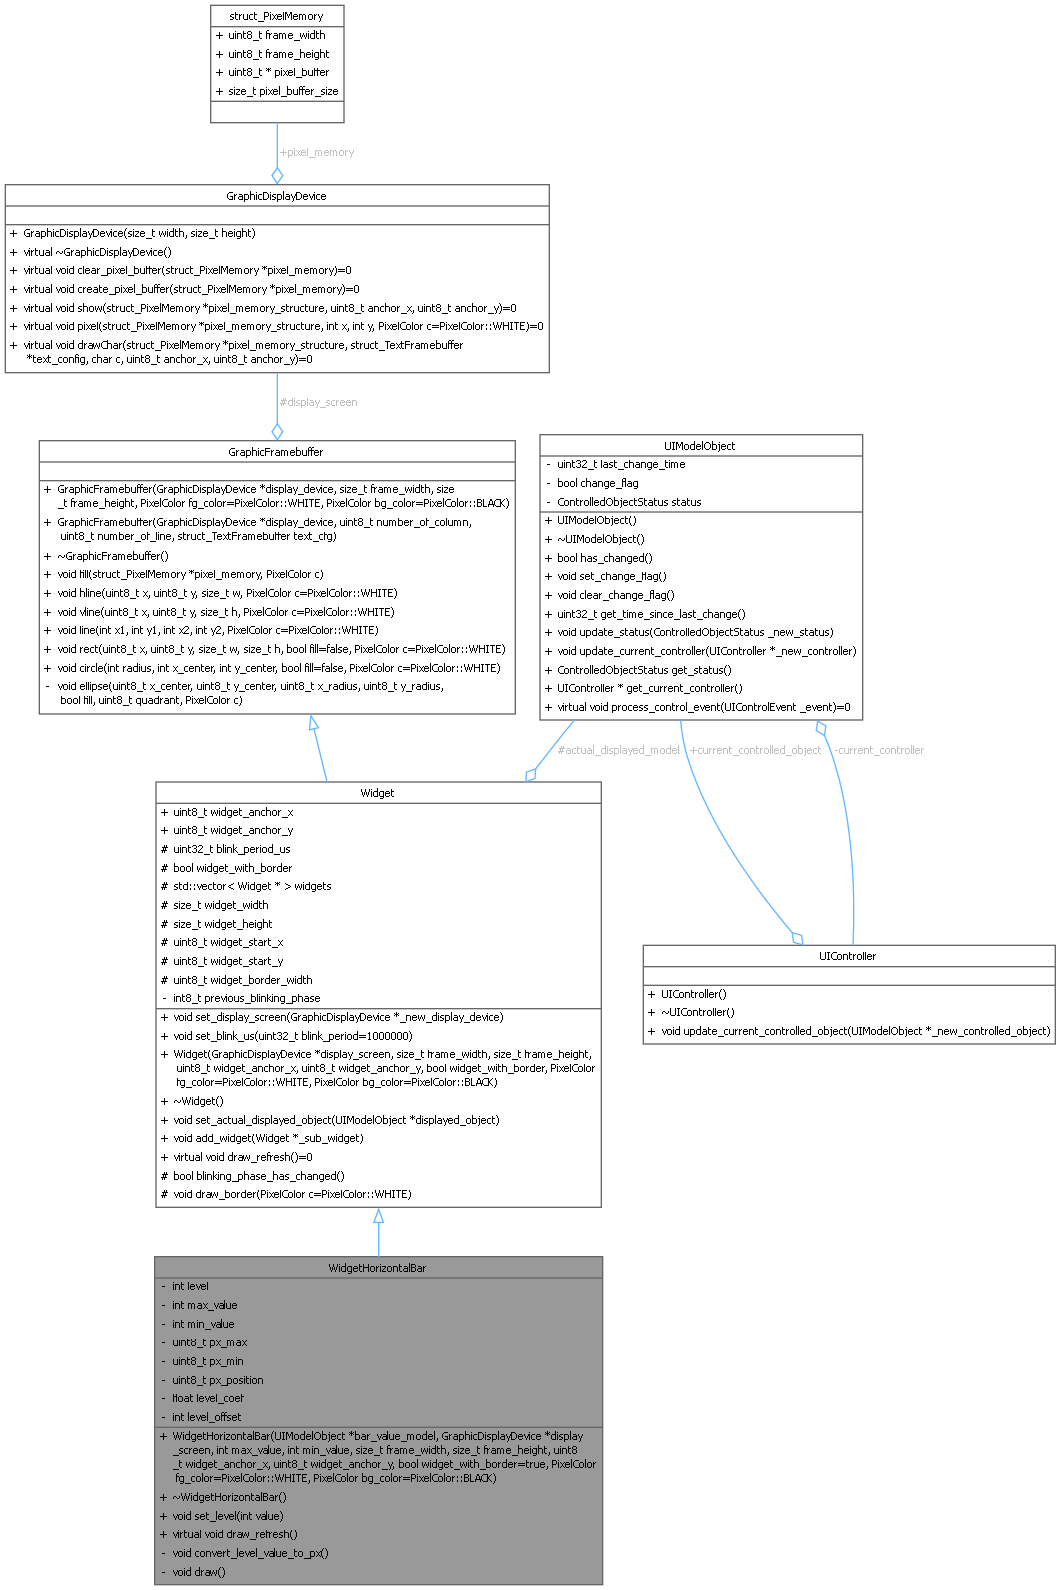 struct_PixelMemory
+ uint8_t frame_width
+ uint8_t frame_height
+ uint8_t * pixel_buffer
+ size_t pixel_buffer_size
+pixel_memory
GraphicDisplayDevice
+ GraphicDisplayDevice(size_t width, size_t height)
+ virtual ~GraphicDisplayDevice()
+ virtual void clear_pixel_buffer(struct_PixelMemory *pixel_memory)=0
+ virtual void create_pixel_buffer(struct_PixelMemory *pixel_memory)=0
+ virtual void show(struct_PixelMemory *pixel_memory_structure, uint8_t anchor_x, uint8_t anchor_y)=0
+ virtual void pixel(struct_PixelMemory *pixel_memory_structure, int x, int y, PixelColor c=PixelColor::WHITE)=0
+ virtual void drawChar(struct_PixelMemory *pixel_memory_structure, struct_TextFramebuffer
*text_config, char c, uint8_t anchor_x, uint8_t anchor_y)=0
#display_screen
GraphicFramebuffer
+ GraphicFramebuffer(GraphicDisplayDevice *display_device, size_t frame_width, size
_t frame_height, PixelColor fg_color=PixelColor::WHITE, PixelColor bg_color=PixelColor::BLACK)
+ GraphicFramebuffer(GraphicDisplayDevice *display_device, uint8_t number_of_column,
uint8_t number_of_line, struct_TextFramebuffer text_cfg)
+ ~GraphicFramebuffer()
+ void fill(struct_PixelMemory *pixel_memory, PixelColor c)
+ void hline(uint8_t x, uint8_t y, size_t w, PixelColor c=PixelColor::WHITE)
+ void vline(uint8_t x, uint8_t y, size_t h, PixelColor c=PixelColor::WHITE)
+ void line(int x1, int y1, int x2, int y2, PixelColor c=PixelColor::WHITE)
+ void rect(uint8_t x, uint8_t y, size_t w, size_t h, bool fill=false, PixelColor c=PixelColor::WHITE)
+ void circle(int radius, int x_center, int y_center, bool fill=false, PixelColor c=PixelColor::WHITE)
- void ellipse(uint8_t x_center, uint8_t y_center, uint8_t x_radius, uint8_t y_radius,
bool fill, uint8_t quadrant, PixelColor c)
UIModelObject
- uint32_t last_change_time
- bool change_flag
- ControlledObjectStatus status
+ UIModelObject()
+ ~UIModelObject()
+ bool has_changed()
+ void set_change_flag()
+ void clear_change_flag()
+ uint32_t get_time_since_last_change()
+ void update_status(ControlledObjectStatus _new_status)
+ void update_current_controller(UIController *_new_controller)
+ ControlledObjectStatus get_status()
+ UIController * get_current_controller()
+ virtual void process_control_event(UIControlEvent _event)=0
#actual_displayed_model
+current_controlled_object
-current_controller
Widget
+ uint8_t widget_anchor_x
+ uint8_t widget_anchor_y
# uint32_t blink_period_us
# bool widget_with_border
# std::vector< Widget * > widgets
# size_t widget_width
# size_t widget_height
# uint8_t widget_start_x
# uint8_t widget_start_y
# uint8_t widget_border_width
- int8_t previous_blinking_phase
+ void set_display_screen(GraphicDisplayDevice *_new_display_device)
+ void set_blink_us(uint32_t blink_period=1000000)
+ Widget(GraphicDisplayDevice *display_screen, size_t frame_width, size_t frame_height,
uint8_t widget_anchor_x, uint8_t widget_anchor_y, bool widget_with_border, PixelColor
fg_color=PixelColor::WHITE, PixelColor bg_color=PixelColor::BLACK)
+ ~Widget()
+ void set_actual_displayed_object(UIModelObject *displayed_object)
+ void add_widget(Widget *_sub_widget)
+ virtual void draw_refresh()=0
# bool blinking_phase_has_changed()
# void draw_border(PixelColor c=PixelColor::WHITE)
UIController
+ UIController()
+ ~UIController()
+ void update_current_controlled_object(UIModelObject *_new_controlled_object)
WidgetHorizontalBar
- int level
- int max_value
- int min_value
- uint8_t px_max
- uint8_t px_min
- uint8_t px_position
- float level_coef
- int level_offset
+ WidgetHorizontalBar(UIModelObject *bar_value_model, GraphicDisplayDevice *display
_screen, int max_value, int min_value, size_t frame_width, size_t frame_height, uint8
_t widget_anchor_x, uint8_t widget_anchor_y, bool widget_with_border=true, PixelColor
fg_color=PixelColor::WHITE, PixelColor bg_color=PixelColor::BLACK)
+ ~WidgetHorizontalBar()
+ void set_level(int value)
+ virtual void draw_refresh()
- void convert_level_value_to_px()
- void draw()